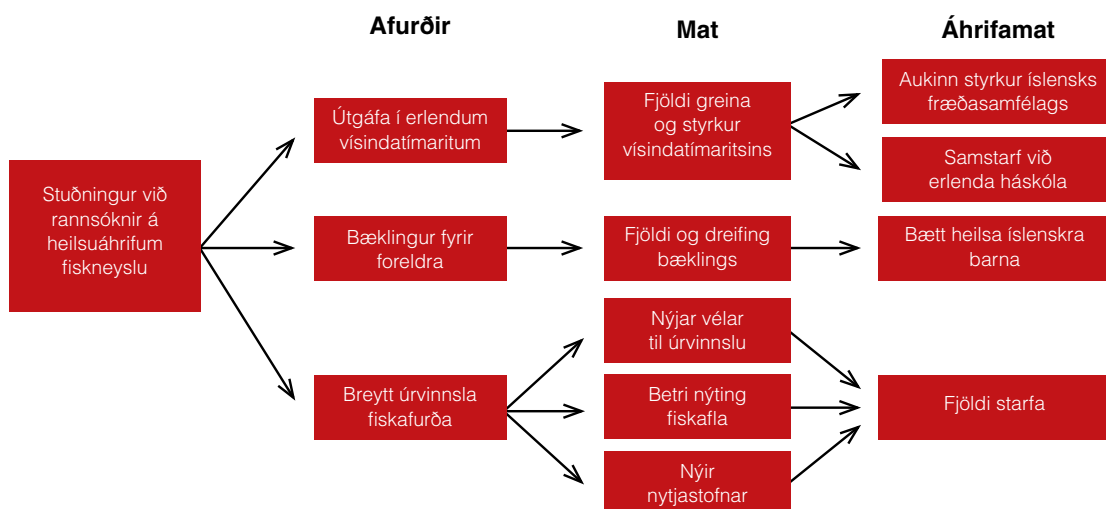 Afurðir
Mat
Áhrifamat
Stuðningur við
rannsóknir á
heilsuáhrifum
fiskneyslu
Útgáfa í erlendum
vísindatímaritum
Bæklingur fyrir
foreldra
Breytt úrvinnsla
fiskafurða
Fjöldi greina
og styrkur
vísindatímaritsins
Fjöldi og dreifing
bæklings
Nýjar vélar
til úrvinnslu
Betri nýting
fiskafla
Nýir
nytjastofnar
Aukinn styrkur íslensks
fræðasamfélags
Samstarf við
erlenda háskóla
Bætt heilsa íslenskra
barna
Fjöldi starfa